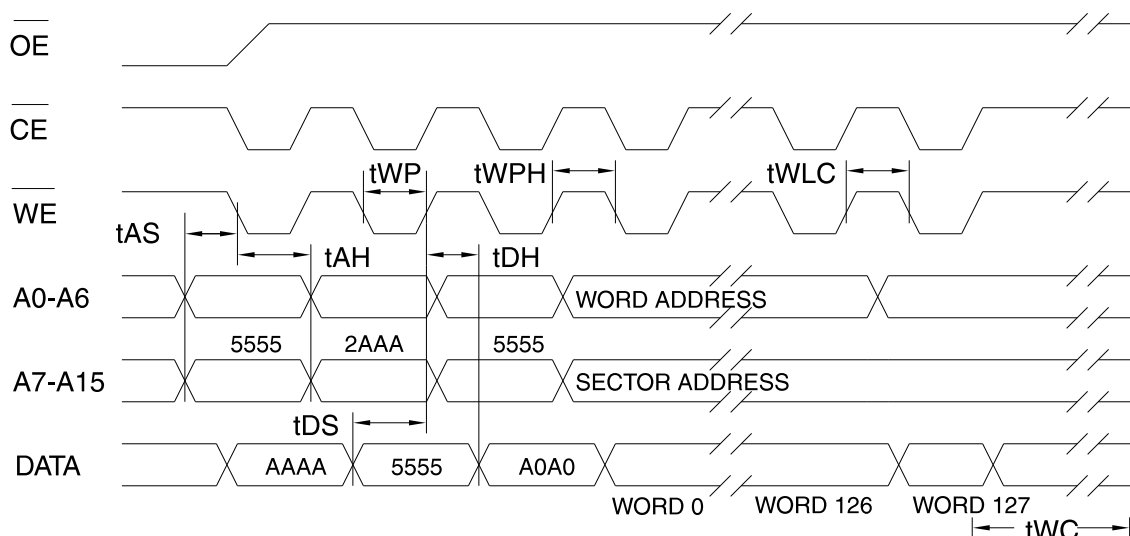 OE
CE
tWP tWPH tWLC
WE
tAS
tAH tDH
A0-A6 WORD ADDRESS
5555 2AAA 5555
A7-A15 SECTOR ADDRESS
tDS
DATA AAAA 5555 A0A0
WORD 0 WORD 126 WORD 127
tWC